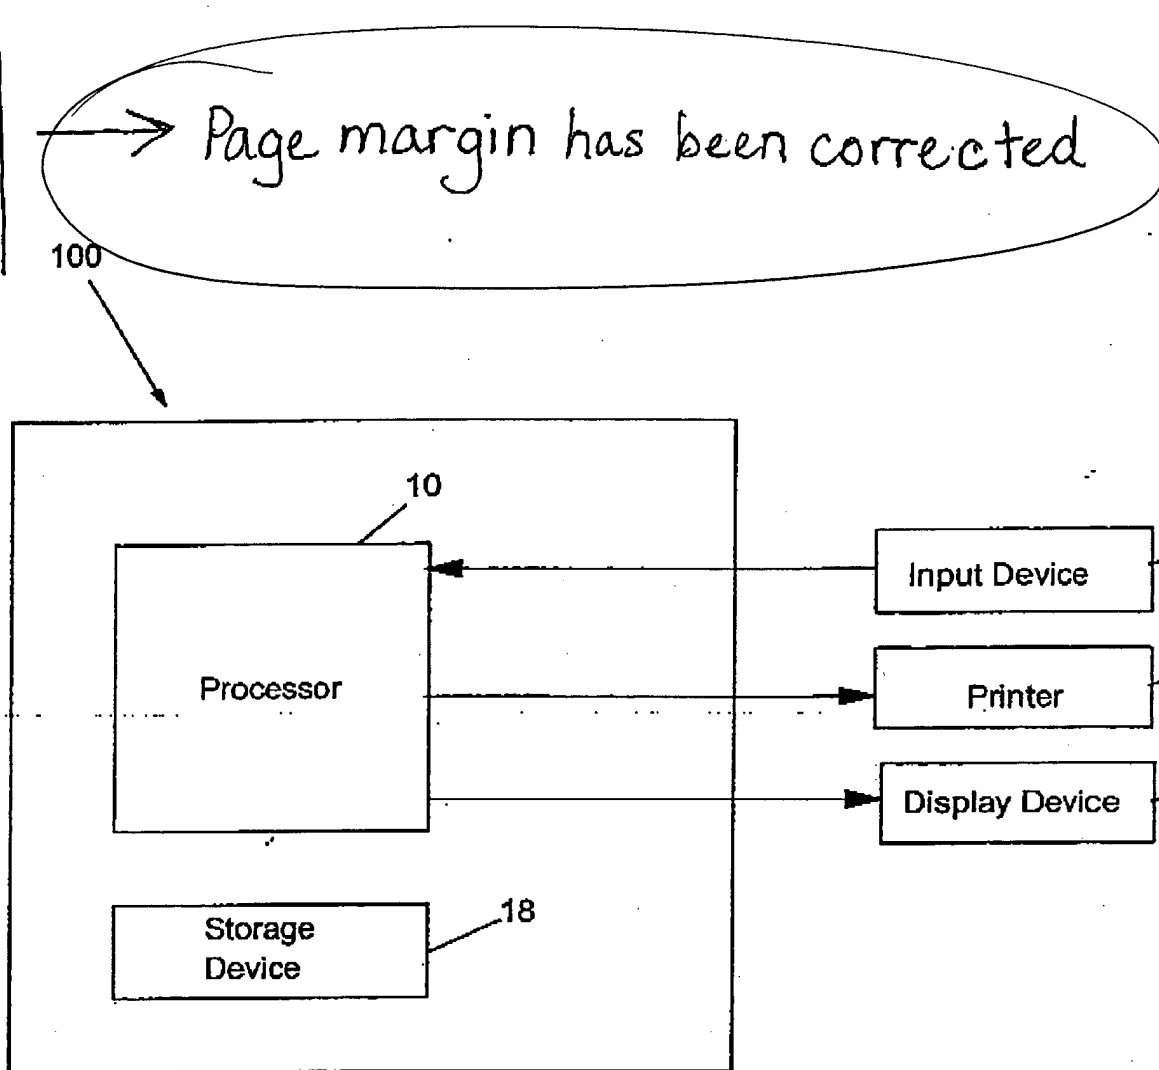 Page margin has been corrected
100
10
Input Device
Processor
Printer
Display Device
18
Storage
Device